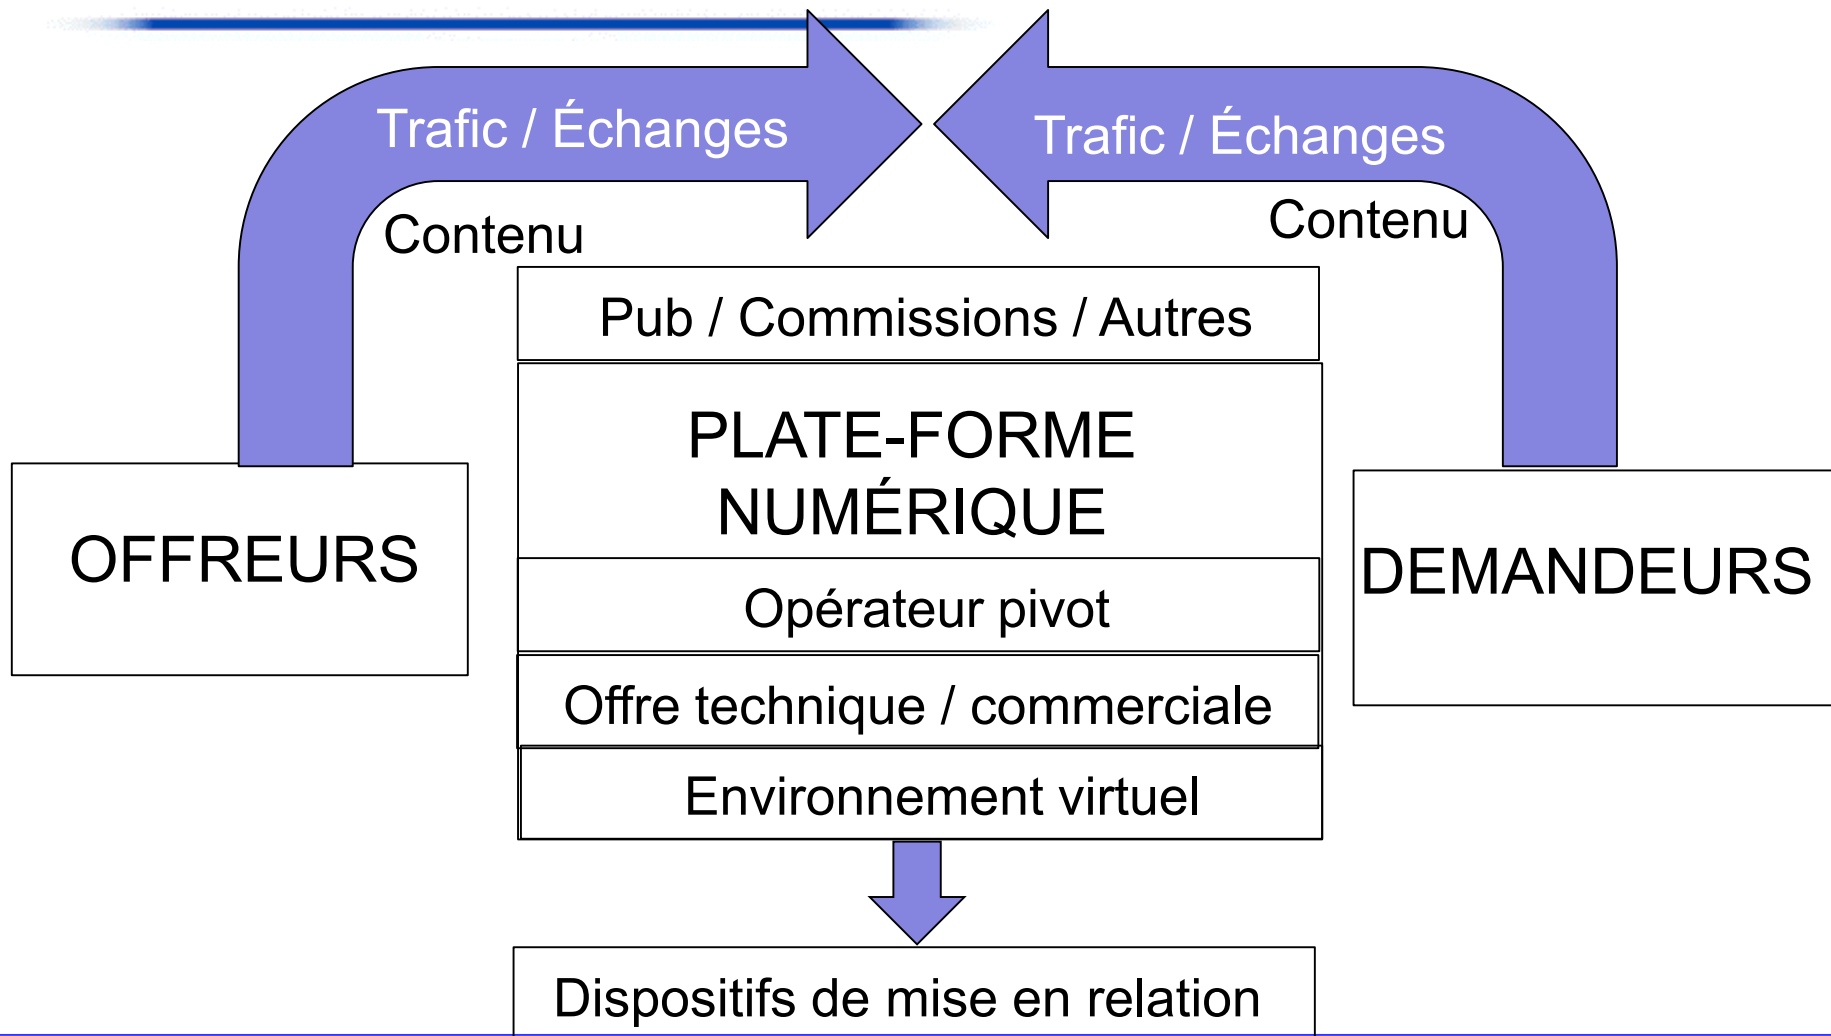 Trafic / Échanges
Trafic / Échanges
Contenu
Contenu
Pub / Commissions / Autres
PLATE-FORME
NUMÉRIQUE
OFFREURS
DEMANDEURS
Opérateur pivot
Offre technique / commerciale
Environnement virtuel
Dispositifs de mise en relation